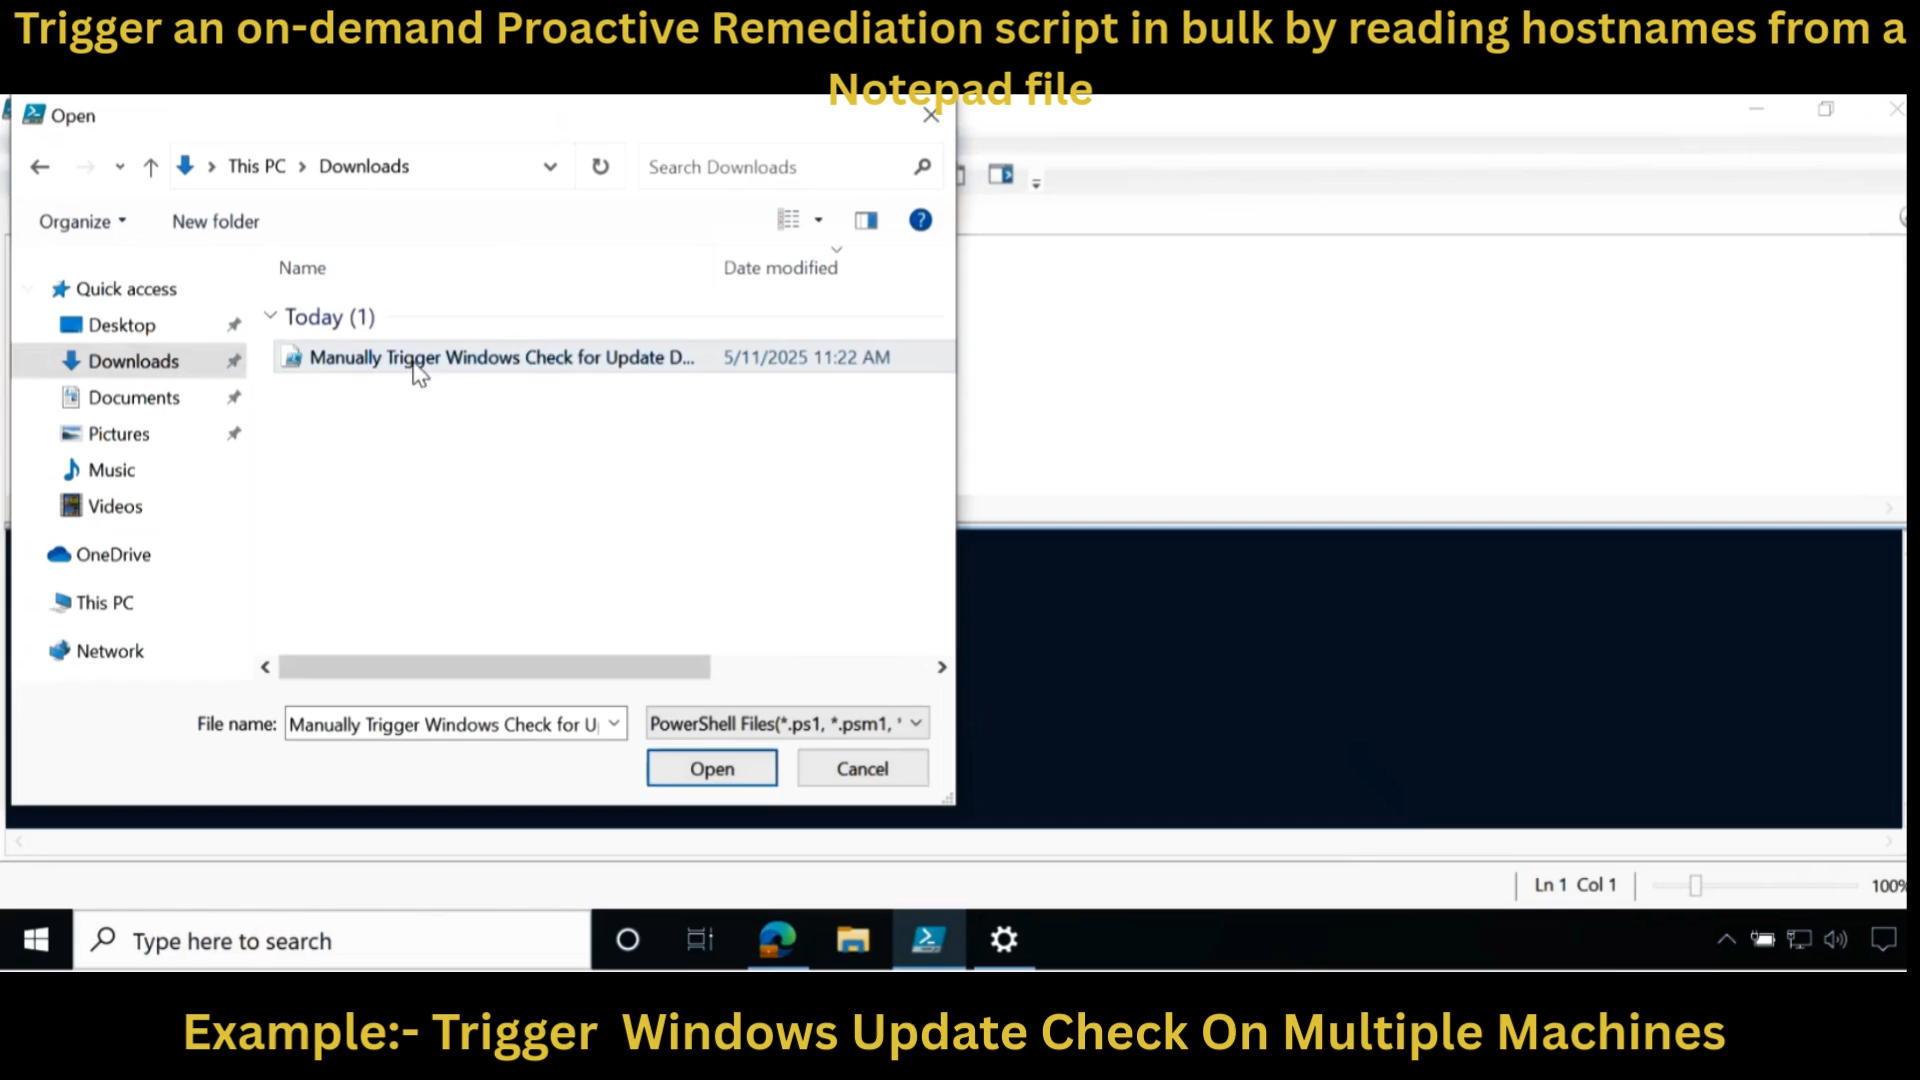 Trigger an on-demand Proactive Remediation script in bulk by reading hostnames from a
Notepad file
Open
This PC
Downloads
Search Downloads
Organize
New folder
Name
Date modified
Quick access
Desktop
Downloads
Documents
Pictures
Music
Videos
OneDrive
This PC
Network
Today (1)
Manually Trigger Windows Check for Update D... 5/11/2025 11:22 AM
File name: Manually Trigger Windows Check for U
PowerShell Files(*.ps1, *.psm1, *
Open
Cancel
Ln 1 Col 1
100%
Type here to search
Example:- Trigger Windows Update Check On Multiple Machines